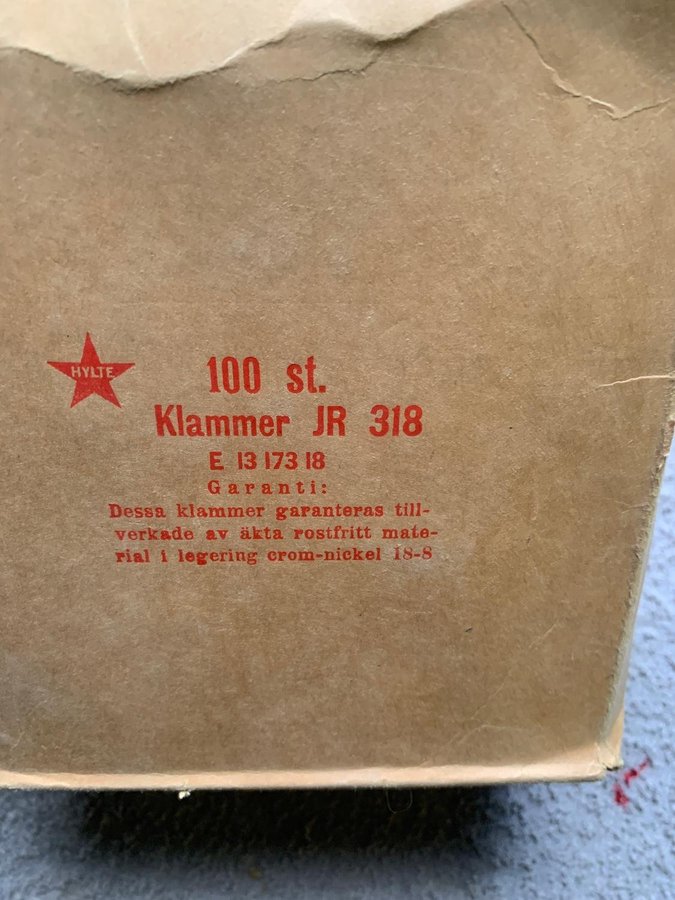 HYLTE
100 st.
Klammer JR 318
E 13 173 18
Garanti:
Dessa klammer garanteras till-
verkade av äkta rostfritt mate-
rial i legering crom-nickel 18-8